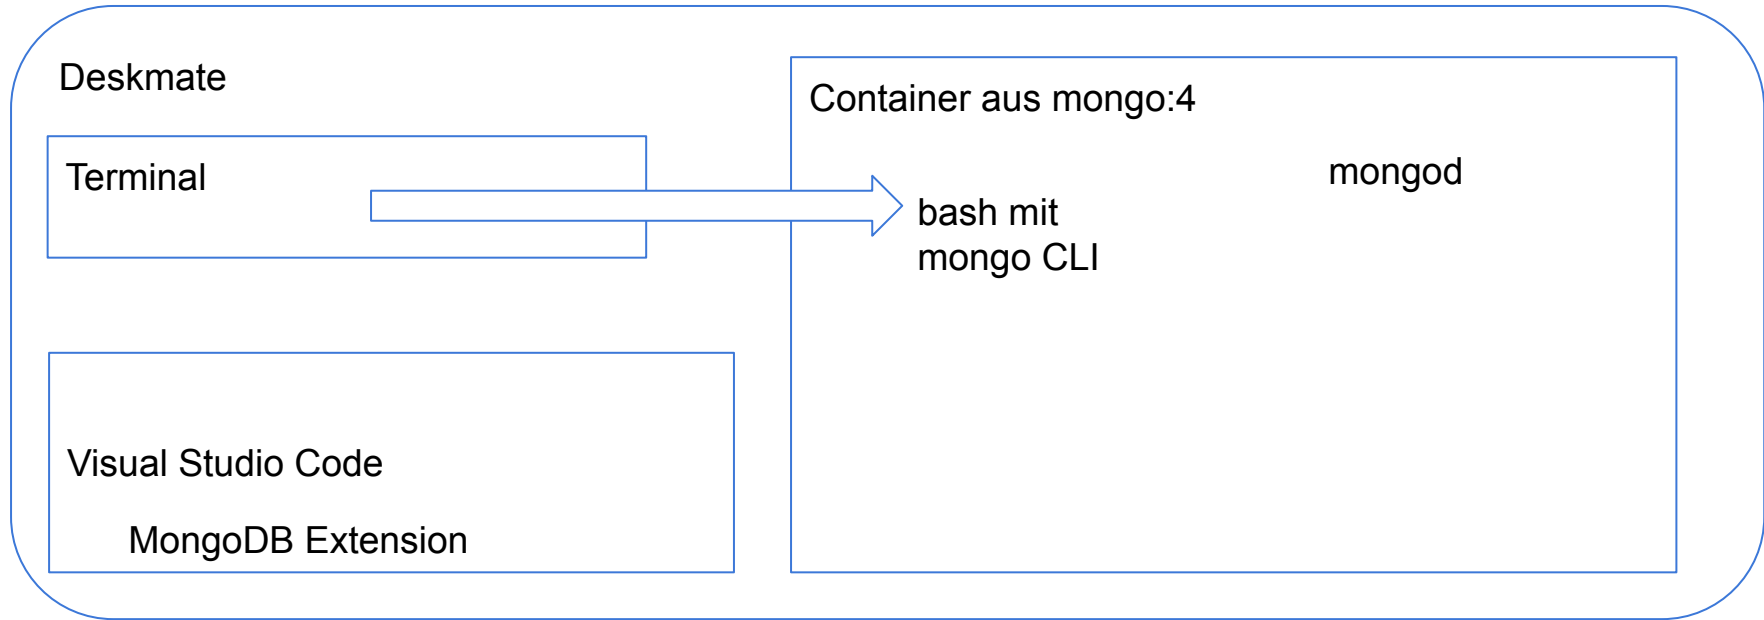 Deskmate
Terminal
Container aus mongo:4
mongod
bash mit
mongo CLI
Visual Studio Code
MongoDB Extension